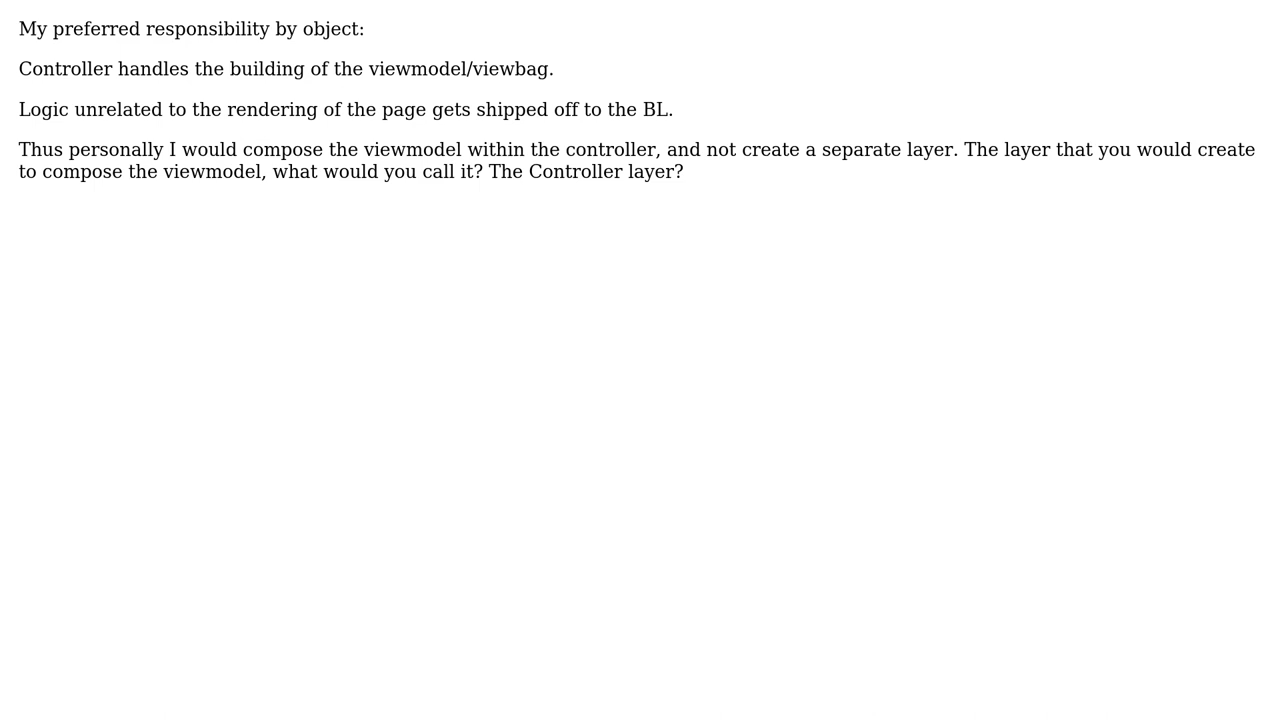 My preferred responsibility by object:
Controller handles the building of the viewmodel/viewbag.
Logic unrelated to the rendering of the page gets shipped off to the BL.
Thus personally I would compose the viewmodel within the controller, and not create a separate layer. The layer that you would create
to compose the viewmodel, what would you call it? The Controller layer?